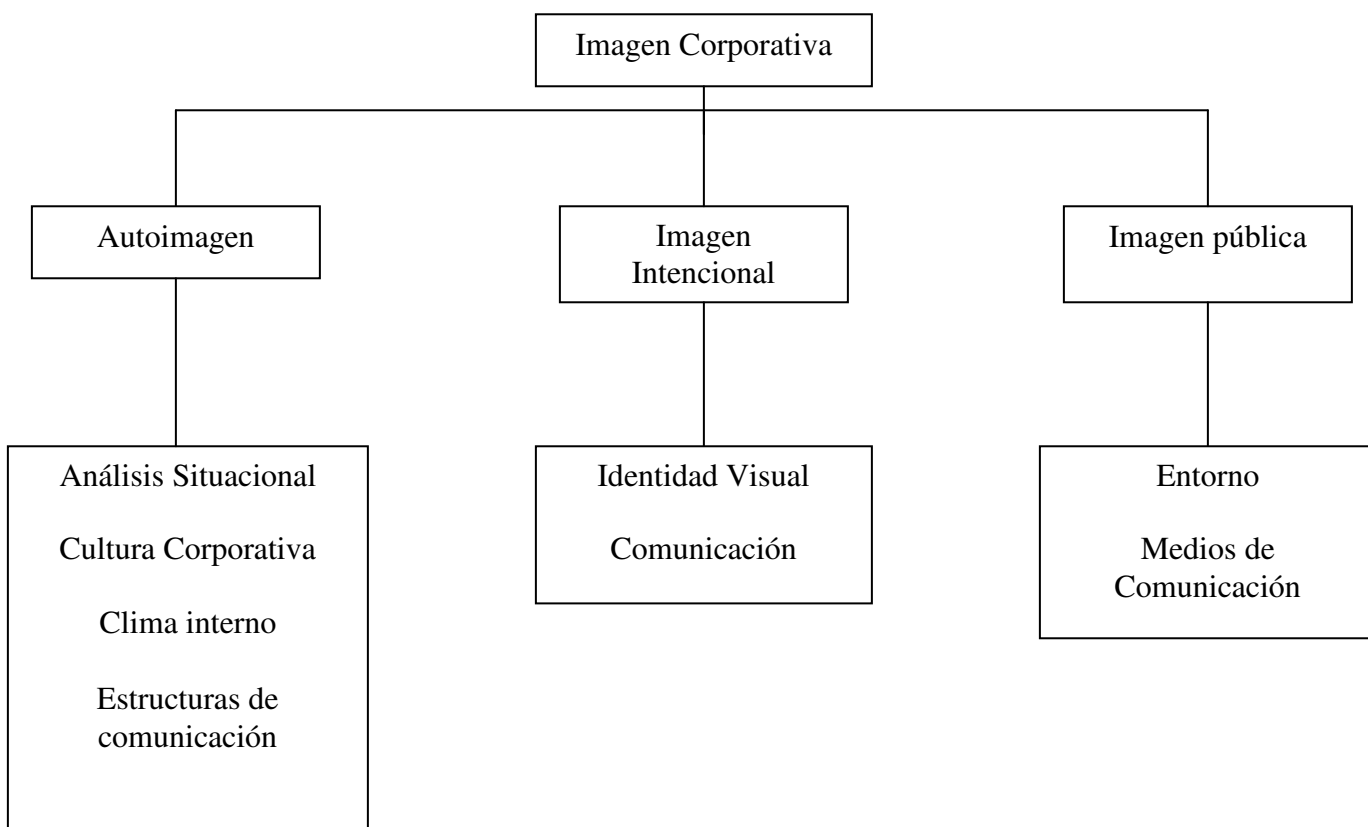 Imagen Corporativa
Autoimagen
Imagen
Intencional
Imagen pública
Análisis Situacional
Cultura Corporativa
Clima interno
Estructuras de
comunicación
Identidad Visual
Comunicación
Entorno
Medios de
Comunicación